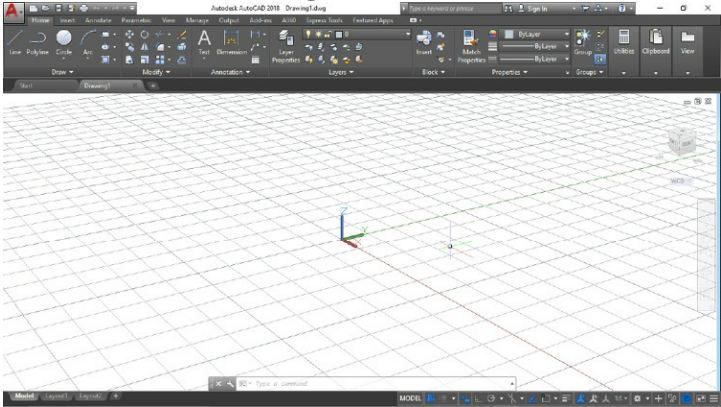 Autodesk AutoCAD 2018 Drawing1.dwg
Type a keyword or phrase
Sign In
Home Insert Annotate Parametric View Manage Output Add-ins A360 Express Tools Featured Apps
Line Polyline Circle Arc
Text Dimension
Layer Properties
0
Insert
Match Properties
ByLayer
ByLayer
ByLayer
Group
Utilities Clipboard View
Draw Modify Annotation Layers Block Properties Groups
Start Drawing1
WCS
Z
Y
X
Type a command
Model Layout1 Layout2
MODEL